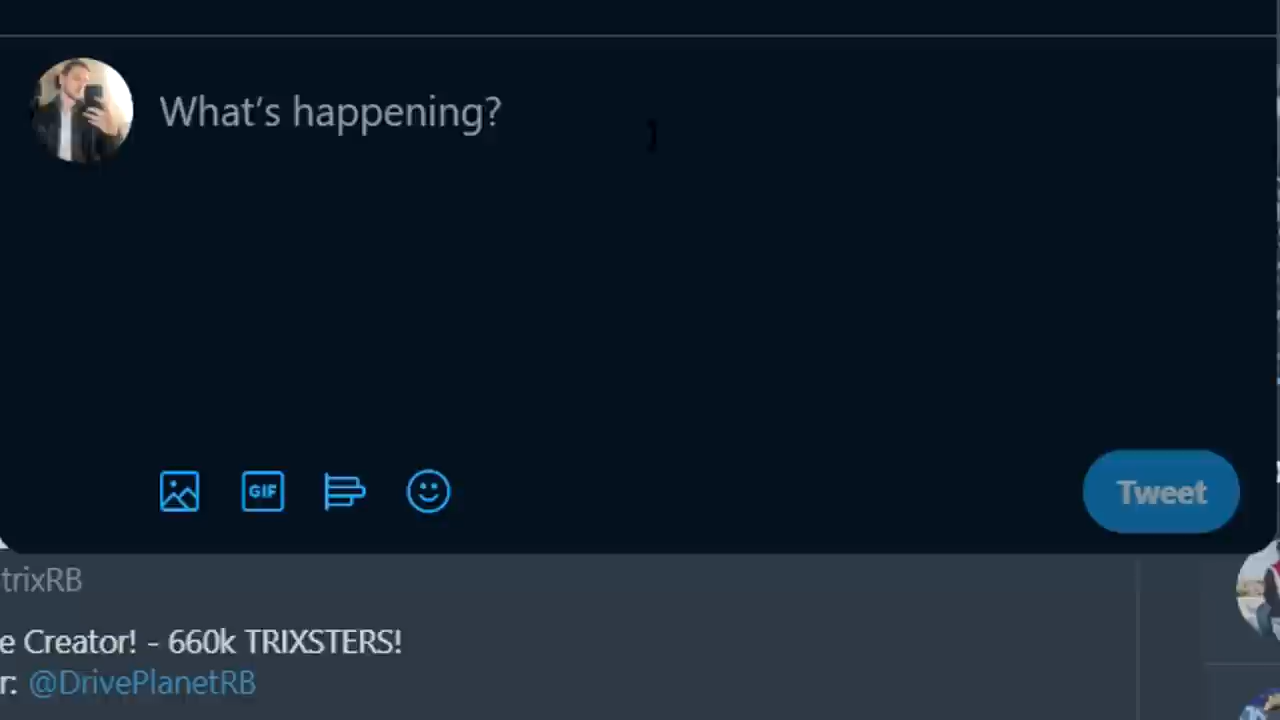 What's happening?
GIF
Tweet
trixRB
e Creator! - 660k TRIXSTERS!
r: @DrivePlanetRB